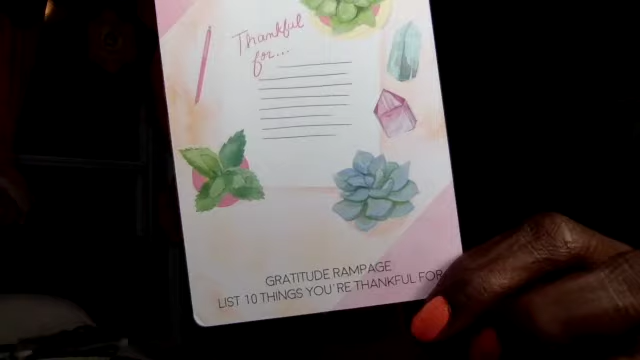 Thankful
for...
GRATITUDE RAMPAGE
LIST 10 THINGS YOU'RE THANKFUL FOR